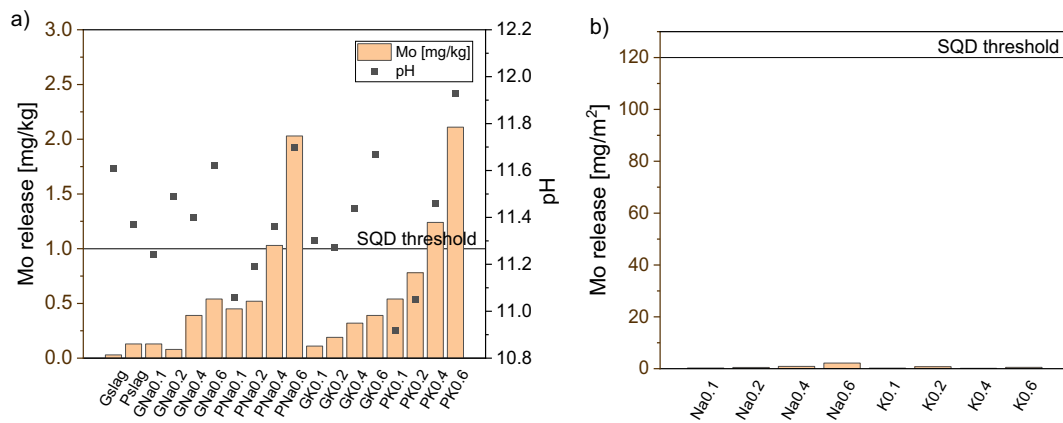 a)
Mo release [mg/kg]
3.0
2.5
2.0
1.5
1.0
0.5
0.0
Mo [mg/kg]
pH
SQD threshold
12.2
12.0
11.8
11.6
11.4
11.2
11.0
10.8
pH
Gslag
Pslag
GNa0.1
GNa0.2
GNa0.4
GNa0.6
PNa0.1
PNa0.2
PNa0.4
PNa0.6
GK0.1
GK0.2
GK0.4
GK0.6
PK0.1
PK0.2
PK0.4
PK0.6
b)
Mo release [mg/m²]
120
100
80
60
40
20
0
SQD threshold
Na0.1
Na0.2
Na0.4
Na0.6
K0.1
K0.2
K0.4
K0.6